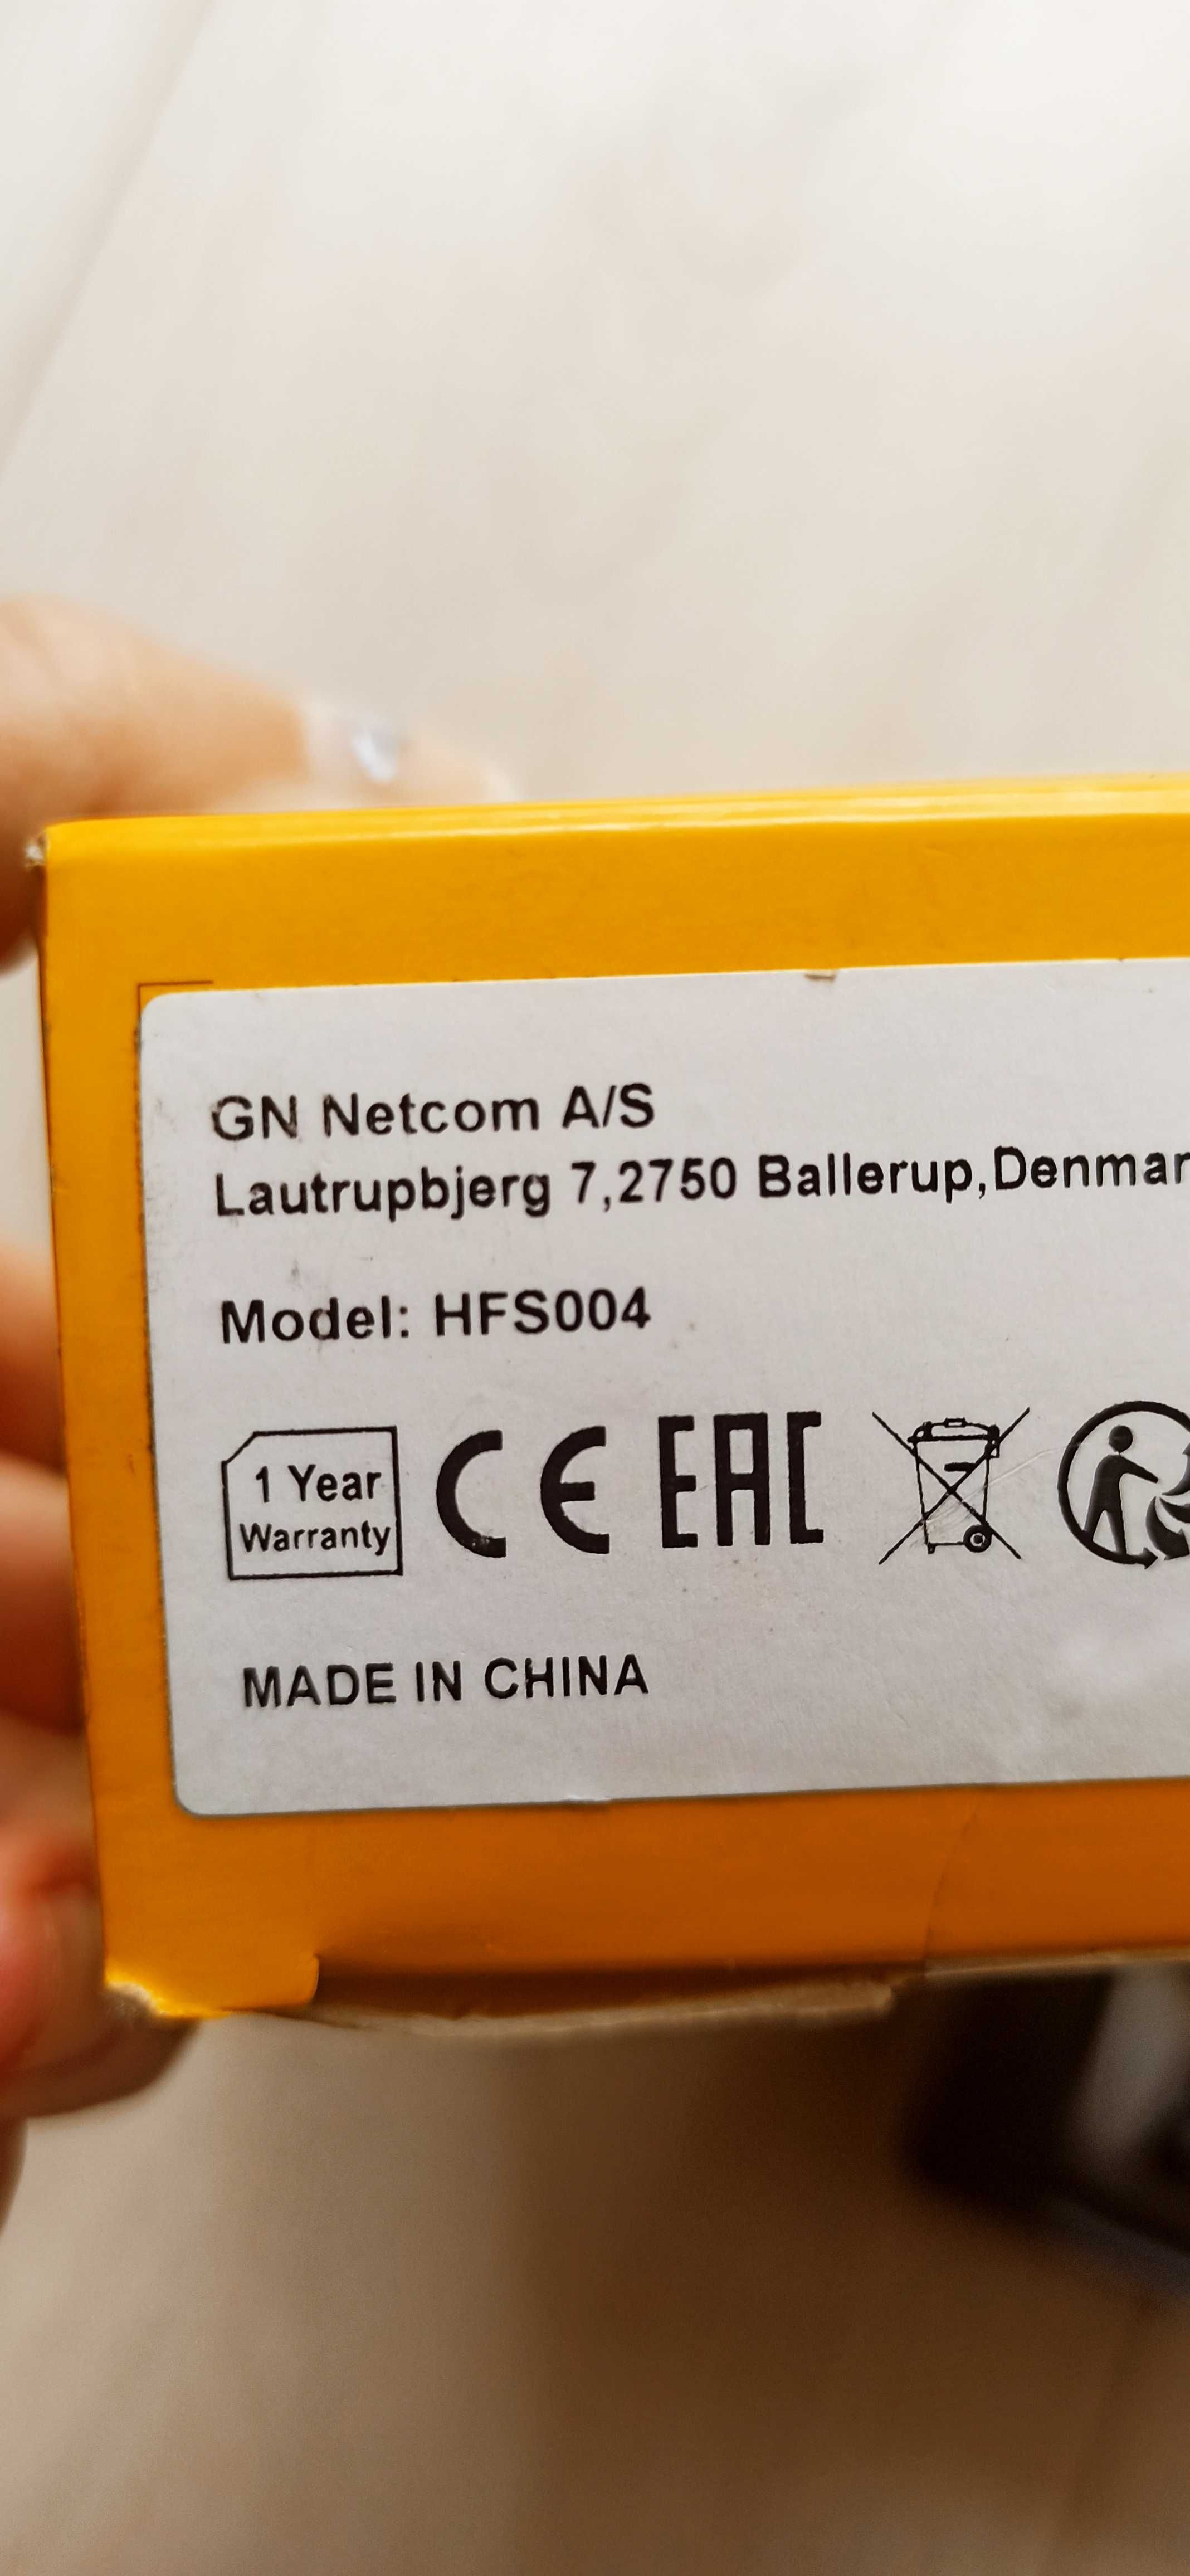 GN Netcom A/S
Lautrupbjerg 7,2750 Ballerup,Denmar
Model: HFS004
1 Year
Warranty
CE EAC
MADE IN CHINA